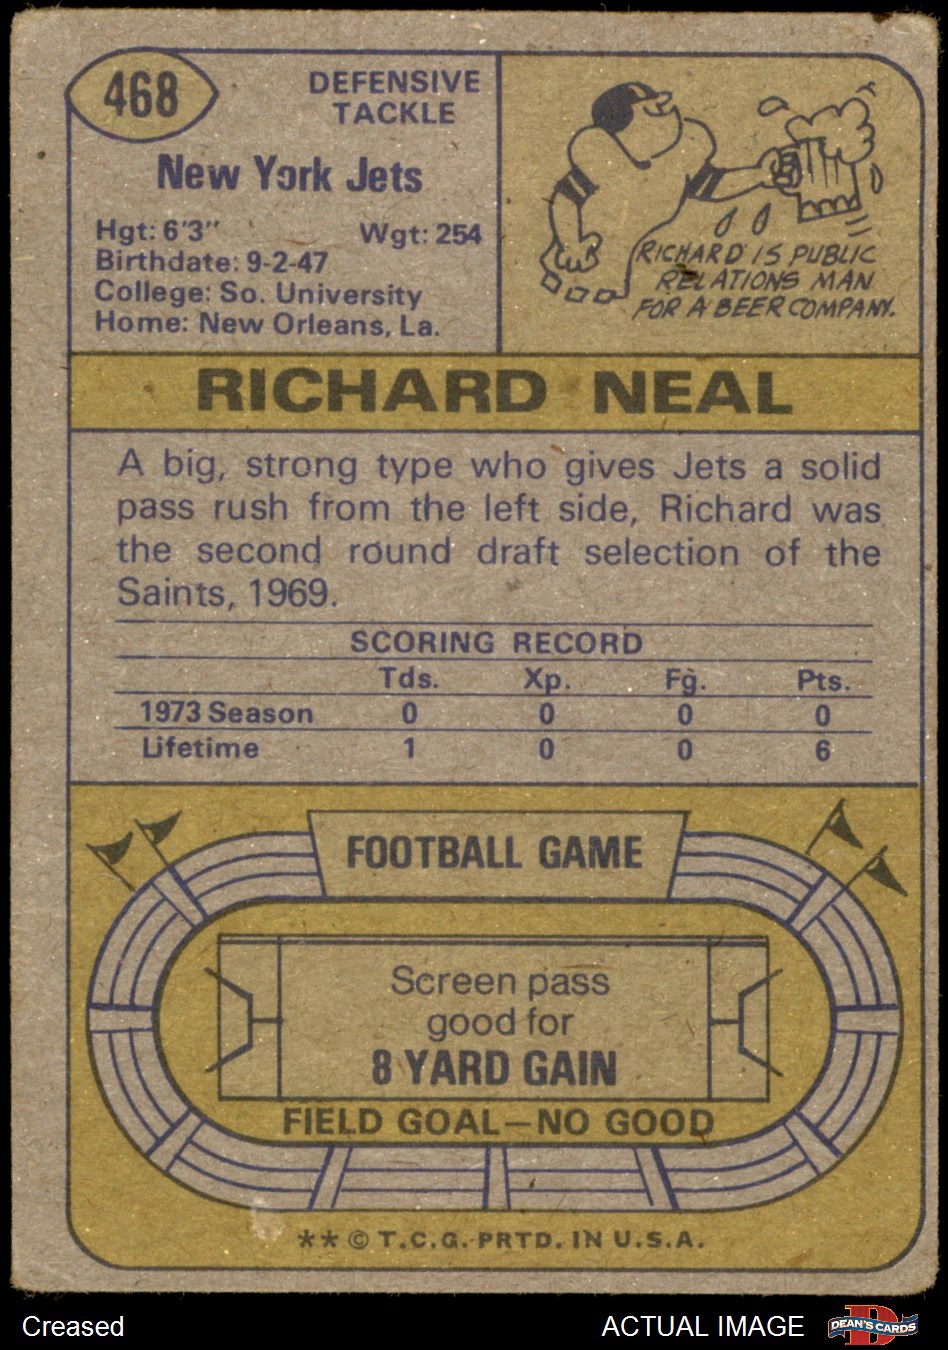 468
DEFENSIVE
TACKLE
New York Jets
Hgt: 6'3" Wgt: 254
Birthdate: 9-2-47
College: So. University
Home: New Orleans, La.
RICHARD IS PUBLIC
RELATIONS MAN
FOR A BEER COMPANY.
RICHARD NEAL
A big, strong type who gives Jets a solid
pass rush from the left side, Richard was
the second round draft selection of the
Saints, 1969.
SCORING RECORD
Tds. Xp. Fg. Pts.
1973 Season 0 0 0 0
Lifetime 1 0 0 6
FOOTBALL GAME
Screen pass
good for
8 YARD GAIN
FIELD GOAL—NO GOOD
** © T.C.G. PRTD. IN U.S.A.
Creased
ACTUAL IMAGE
DEAN'S CARDS